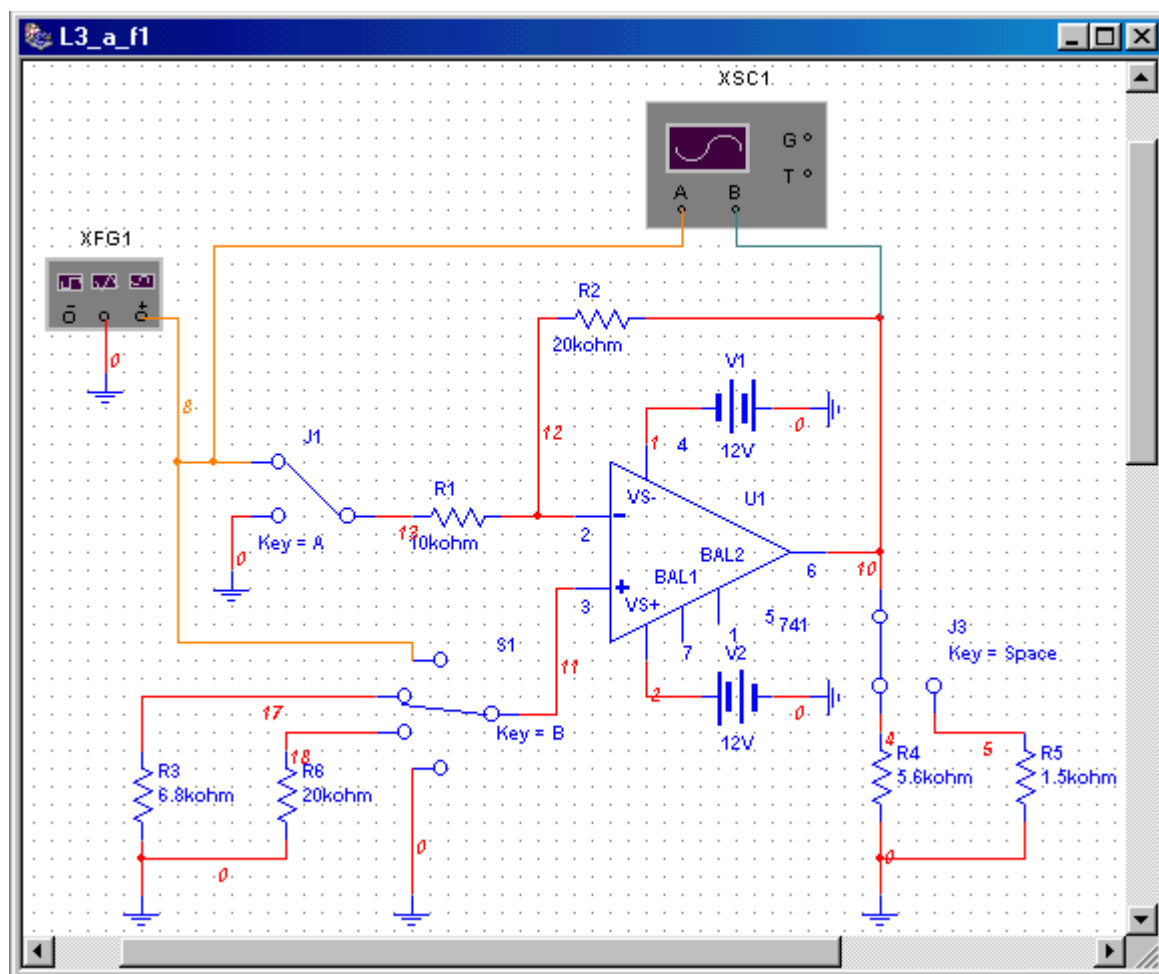 L3_a_f1
XSC1
G
T
A B
XFG1
- +
R2
20kohm
0
V1
8
12
1
4
0
12V
J1
R1
VS-
U1
-
13
10kohm
2
Key = A
0
BAL2
6
10
BAL1
+
3
VS+
5
741
1
J3
Key = Space
S1
7
11
V2
2
0
17
Key = B
12V
18
4
5
R3
6.8kohm
R6
20kohm
R4
5.6kohm
R5
1.5kohm
0
0
0